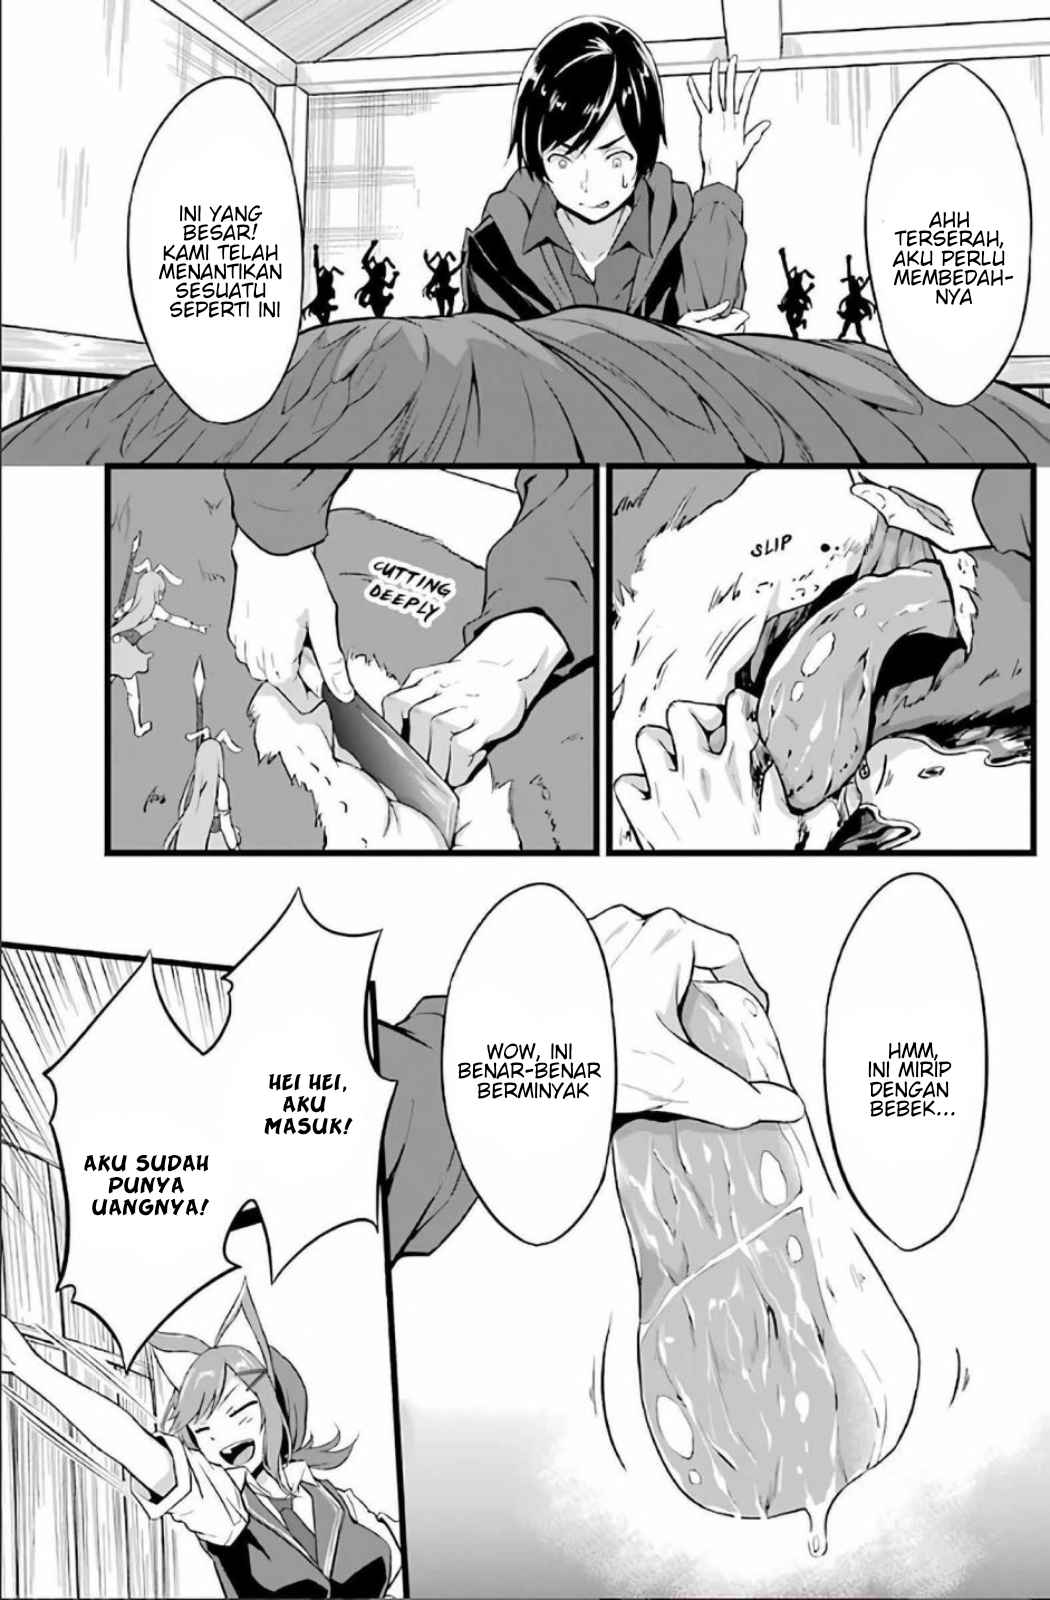 AHH
TERSERAH,
AKU PERLU
MEMBEDAH-
NYA
INI YANG
BESAR!
KAMI TELAH
MENANTIKAN
SESUATU
SEPERTI INI
SLIP
CUTTING
DEEPLY
HMM,
INI MIRIP
DENGAN
BEBEK...
WOW, INI
BENAR-BENAR
BERMINYAK
HEI HEI,
AKU
MASUK!
AKU SUDAH
PUNYA
UANGNYA!